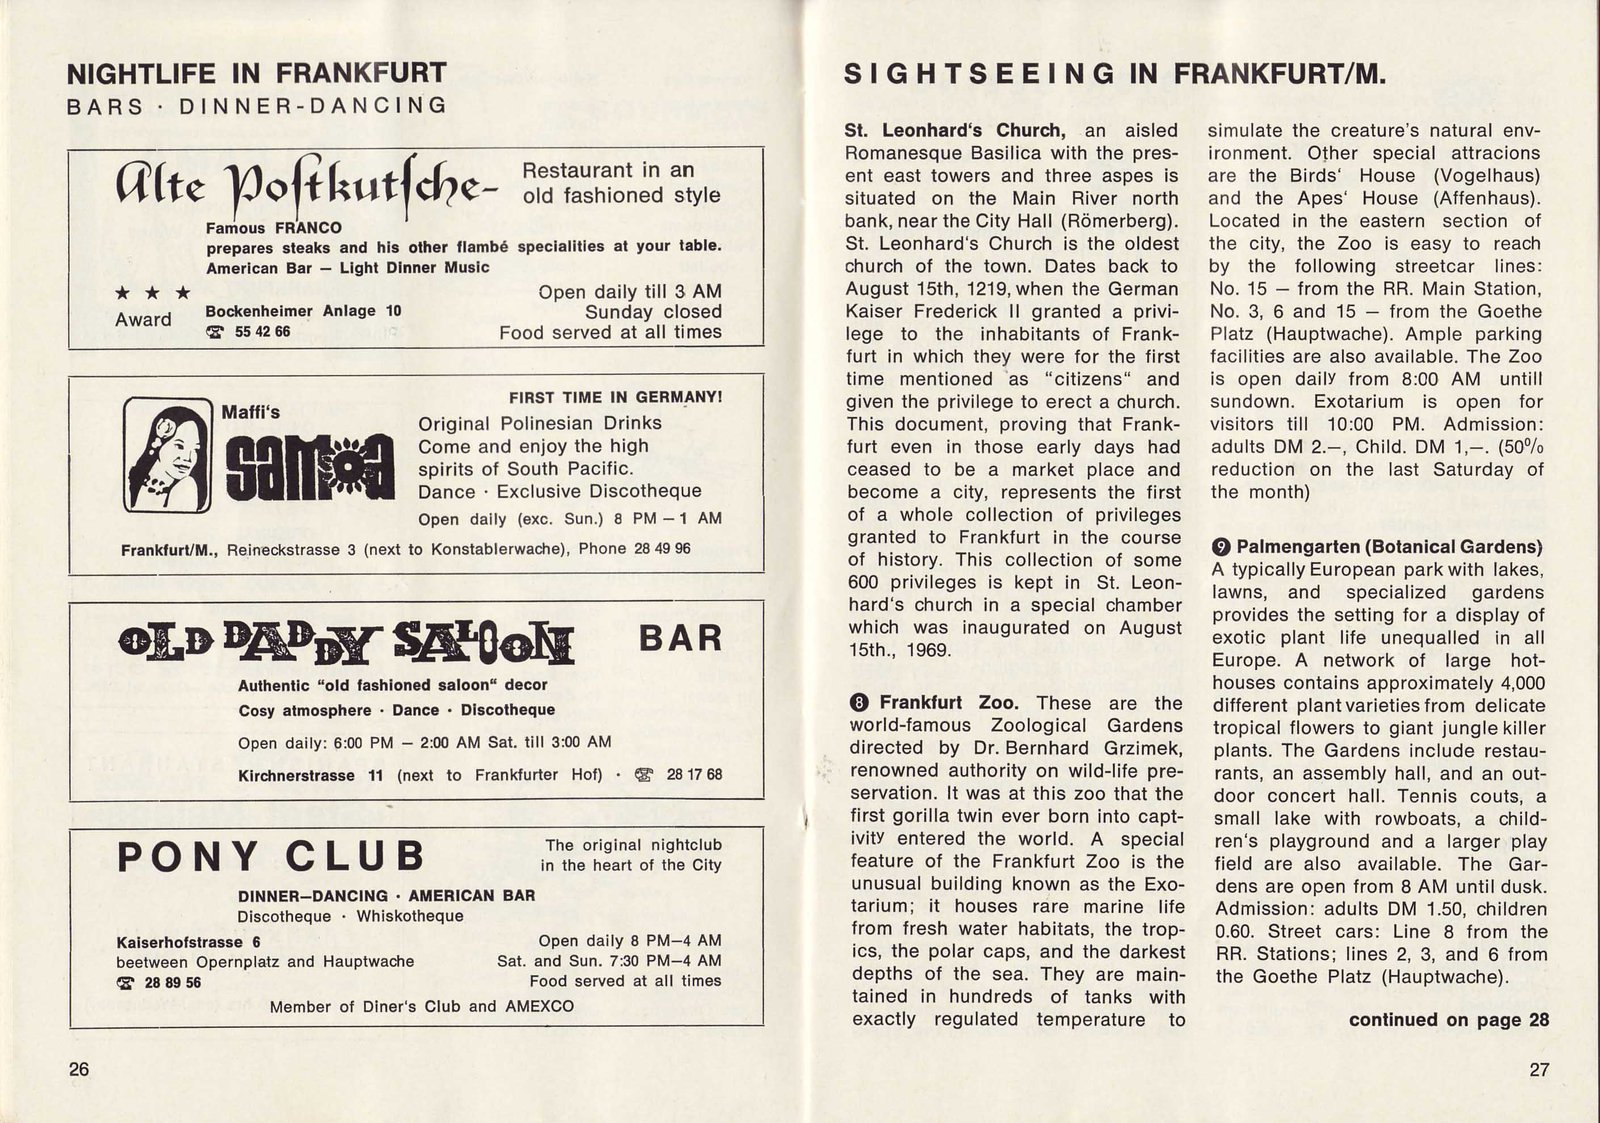 NIGHTLIFE IN FRANKFURT
BARS · DINNER-DANCING
Alte Postkutsche-
Restaurant in an
old fashioned style
Famous FRANCO
prepares steaks and his other flambé specialities at your table.
American Bar – Light Dinner Music
★ ★ ★
Award
Bockenheimer Anlage 10
☎ 55 42 66
Open daily till 3 AM
Sunday closed
Food served at all times
Maffi's
SAMOA
FIRST TIME IN GERMANY!
Original Polinesian Drinks
Come and enjoy the high
spirits of South Pacific.
Dance · Exclusive Discotheque
Open daily (exc. Sun.) 8 PM – 1 AM
Frankfurt/M., Reineckstrasse 3 (next to Konstablerwache), Phone 28 49 96
OLD DADDY SALOON
BAR
Authentic "old fashioned saloon" decor
Cosy atmosphere · Dance · Discotheque
Open daily: 6:00 PM – 2:00 AM Sat. till 3:00 AM
Kirchnerstrasse 11 (next to Frankfurter Hof) · ☎ 28 17 68
PONY CLUB
The original nightclub
in the heart of the City
DINNER–DANCING · AMERICAN BAR
Discotheque · Whiskotheque
Kaiserhofstrasse 6
beetween Opernplatz and Hauptwache
☎ 28 89 56
Open daily 8 PM–4 AM
Sat. and Sun. 7:30 PM–4 AM
Food served at all times
Member of Diner's Club and AMEXCO
26
SIGHTSEEING IN FRANKFURT/M.
St. Leonhard's Church, an aisled
Romanesque Basilica with the pres-
ent east towers and three aspes is
situated on the Main River north
bank, near the City Hall (Römerberg).
St. Leonhard's Church is the oldest
church of the town. Dates back to
August 15th, 1219, when the German
Kaiser Frederick II granted a privi-
lege to the inhabitants of Frank-
furt in which they were for the first
time mentioned as "citizens" and
given the privilege to erect a church.
This document, proving that Frank-
furt even in those early days had
ceased to be a market place and
become a city, represents the first
of a whole collection of privileges
granted to Frankfurt in the course
of history. This collection of some
600 privileges is kept in St. Leon-
hard's church in a special chamber
which was inaugurated on August
15th., 1969.
8 Frankfurt Zoo. These are the
world-famous Zoological Gardens
directed by Dr. Bernhard Grzimek,
renowned authority on wild-life pre-
servation. It was at this zoo that the
first gorilla twin ever born into capt-
ivity entered the world. A special
feature of the Frankfurt Zoo is the
unusual building known as the Exo-
tarium; it houses rare marine life
from fresh water habitats, the trop-
ics, the polar caps, and the darkest
depths of the sea. They are main-
tained in hundreds of tanks with
exactly regulated temperature to
simulate the creature's natural env-
ironment. Other special attracions
are the Birds' House (Vogelhaus)
and the Apes' House (Affenhaus).
Located in the eastern section of
the city, the Zoo is easy to reach
by the following streetcar lines:
No. 15 – from the RR. Main Station,
No. 3, 6 and 15 – from the Goethe
Platz (Hauptwache). Ample parking
facilities are also available. The Zoo
is open daily from 8:00 AM untill
sundown. Exotarium is open for
visitors till 10:00 PM. Admission:
adults DM 2.–, Child. DM 1,–. (50%
reduction on the last Saturday of
the month)
9 Palmengarten (Botanical Gardens)
A typically European park with lakes,
lawns, and specialized gardens
provides the setting for a display of
exotic plant life unequalled in all
Europe. A network of large hot-
houses contains approximately 4,000
different plant varieties from delicate
tropical flowers to giant jungle killer
plants. The Gardens include restau-
rants, an assembly hall, and an out-
door concert hall. Tennis couts, a
small lake with rowboats, a child-
ren's playground and a larger play
field are also available. The Gar-
dens are open from 8 AM until dusk.
Admission: adults DM 1.50, children
0.60. Street cars: Line 8 from the
RR. Stations; lines 2, 3, and 6 from
the Goethe Platz (Hauptwache).
continued on page 28
27